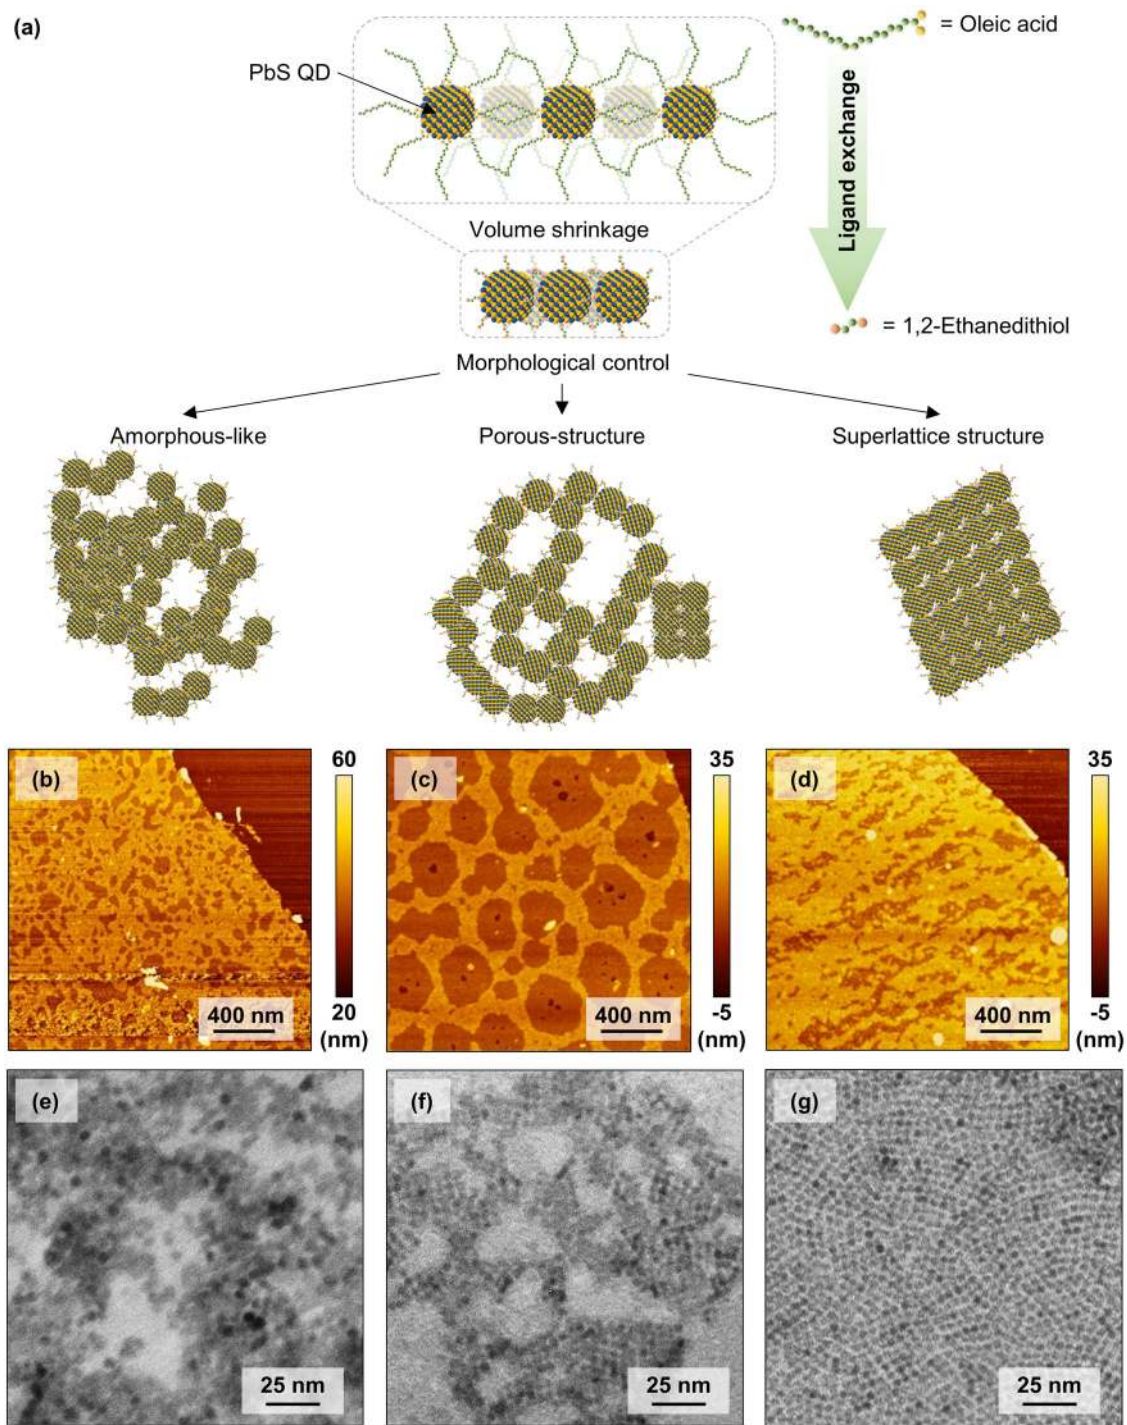 (a)
= Oleic acid
PbS QD
Ligand exchange
Volume shrinkage
= 1,2-Ethanedithiol
Morphological control
Amorphous-like
Porous-structure
Superlattice structure
(b)
60
400 nm
20
(nm)
(c)
35
400 nm
-5
(nm)
(d)
35
400 nm
-5
(nm)
(e)
25 nm
(f)
25 nm
(g)
25 nm